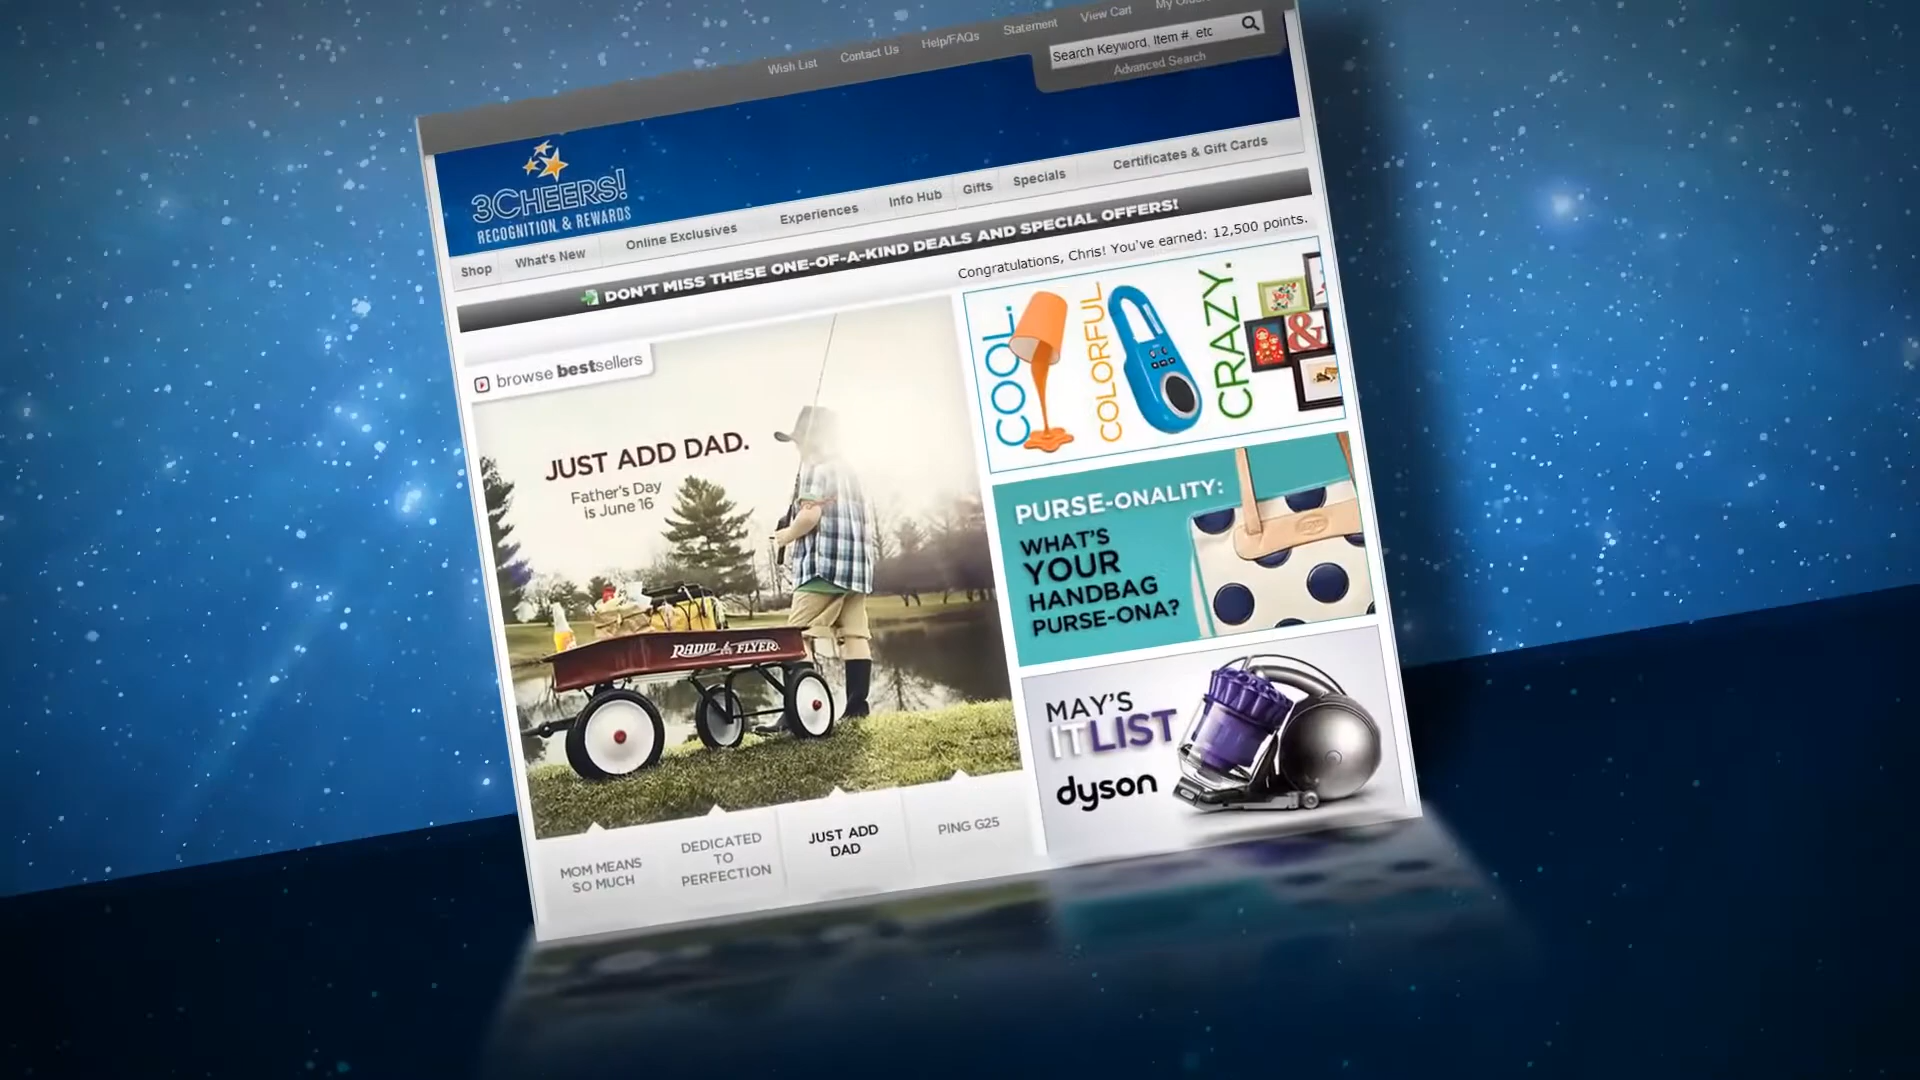 Wish List
Contact Us
Help/FAQs
Statement
View Cart
Search Keyword, Item #, etc
Advanced Search
3CHEERS!
RECOGNITION & REWARDS
Shop
What's New
Online Exclusives
Experiences
Info Hub
Gifts
Specials
Certificates & Gift Cards
DON'T MISS THESE ONE-OF-A-KIND DEALS AND SPECIAL OFFERS!
Congratulations, Chris! You've earned: 12,500 points.
browse bestsellers
JUST ADD DAD.
Father's Day
is June 16
RADIO FLYER
COOL.
COLORFUL.
CRAZY.
&
PURSE-ONALITY:
WHAT'S
YOUR
HANDBAG
PURSE-ONA?
MAY'S
ITLIST
dyson
MOM MEANS
SO MUCH
DEDICATED
TO
PERFECTION
JUST ADD
DAD
PING G25